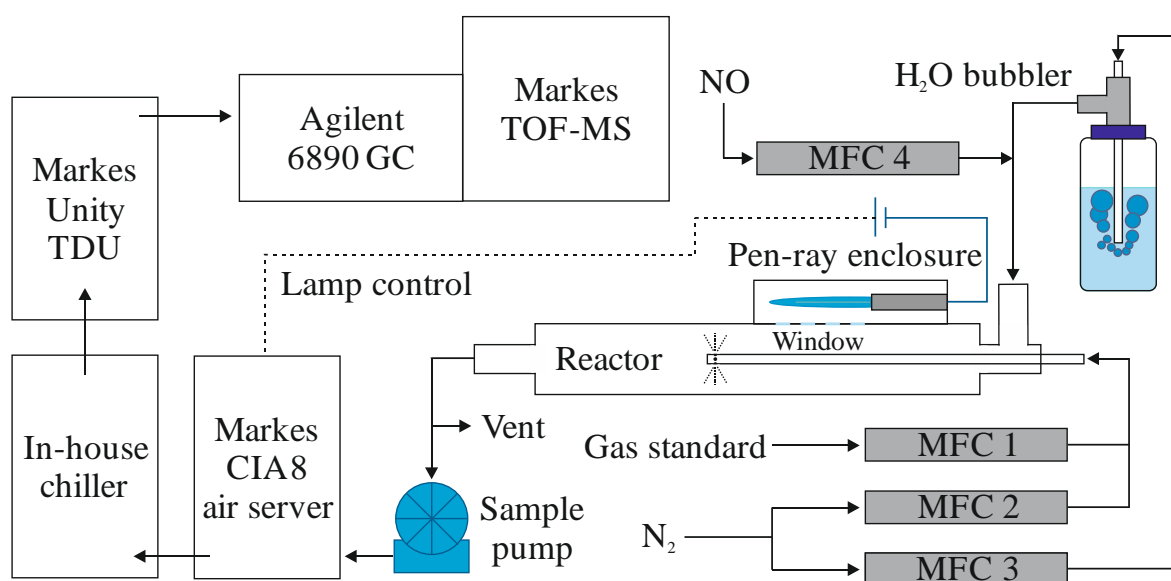 Markes
TOF-MS
Agilent
6890 GC
Markes
Unity
TDU
NO
MFC 4
H₂O bubbler
Lamp control
Pen-ray enclosure
Window
Reactor
Vent
In-house
chiller
Markes
CIA8
air server
Sample
pump
Gas standard
MFC 1
MFC 2
N₂
MFC 3